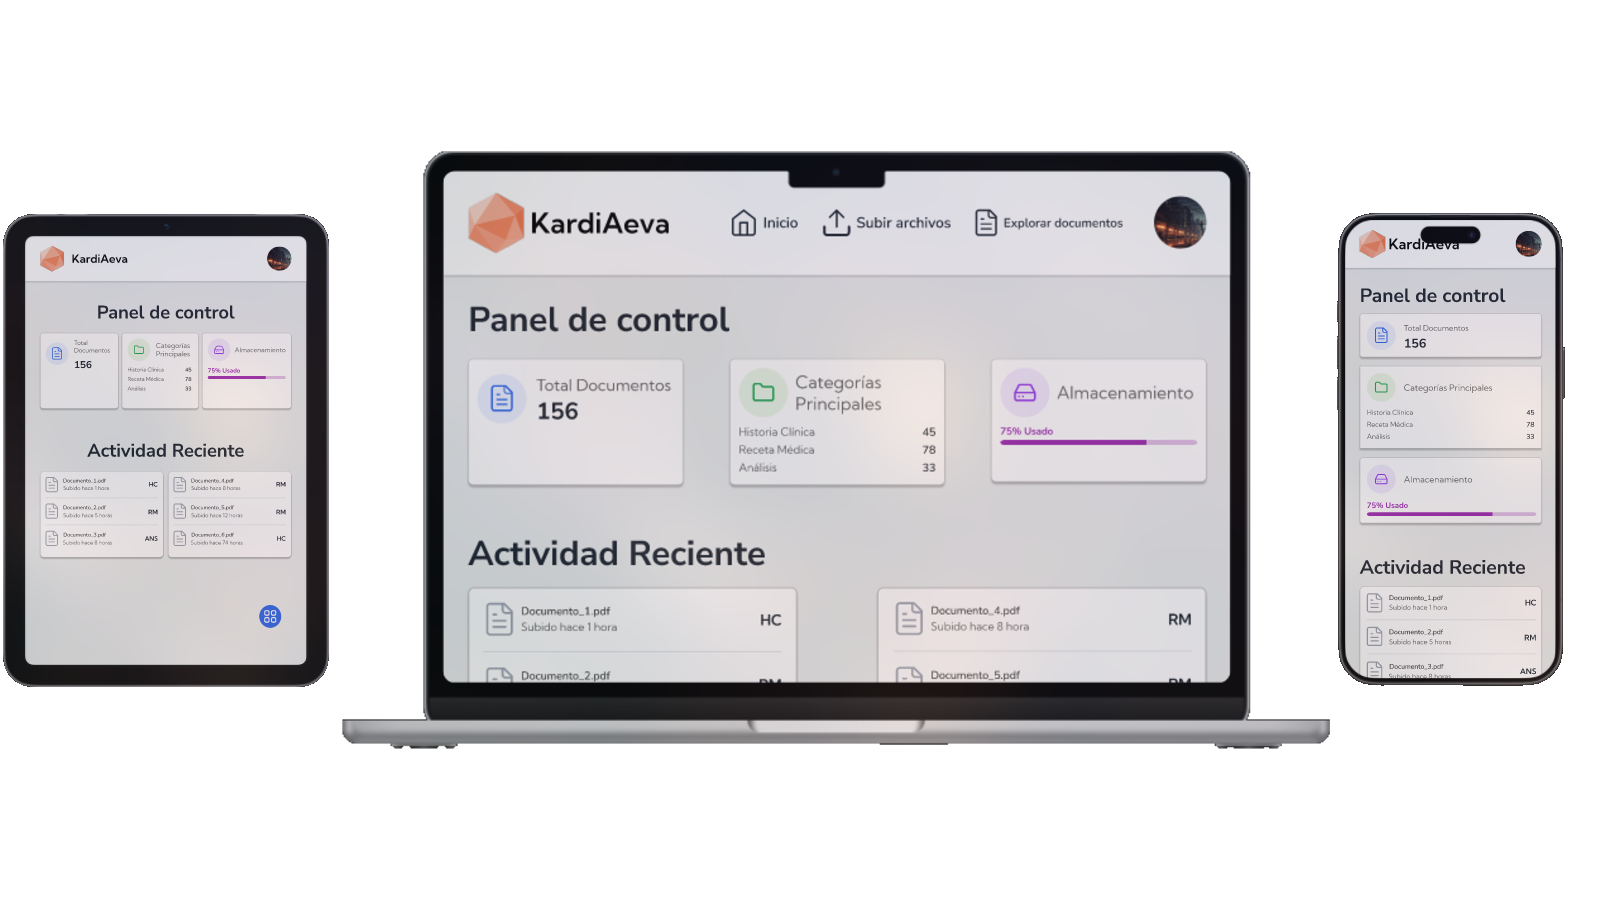 KardiAeva
Panel de control
Total
Documentos
156
Categorías
Principales
Historia Clínica 45
Receta Médica 78
Análisis 33
Almacenamiento
75% Usado
Actividad Reciente
Documento_1.pdf
Subido hace 1 hora
HC
Documento_2.pdf
Subido hace 5 horas
RM
Documento_3.pdf
Subido hace 8 horas
ANS
Documento_4.pdf
Subido hace 8 horas
RM
Documento_5.pdf
Subido hace 12 horas
RM
Documento_6.pdf
Subido hace 74 horas
HC
KardiAeva
Inicio
Subir archivos
Explorar documentos
Panel de control
Total Documentos
156
Categorías
Principales
Historia Clínica 45
Receta Médica 78
Análisis 33
Almacenamiento
75% Usado
Actividad Reciente
Documento_1.pdf
Subido hace 1 hora
HC
Documento_2.pdf
RM
Documento_4.pdf
Subido hace 8 hora
RM
Documento_5.pdf
RM
KardiAeva
Panel de control
Total Documentos
156
Categorías Principales
Historia Clínica 45
Receta Médica 78
Análisis 33
Almacenamiento
75% Usado
Actividad Reciente
Documento_1.pdf
Subido hace 1 hora
HC
Documento_2.pdf
Subido hace 5 horas
RM
Documento_3.pdf
Subido hace 8 horas
ANS